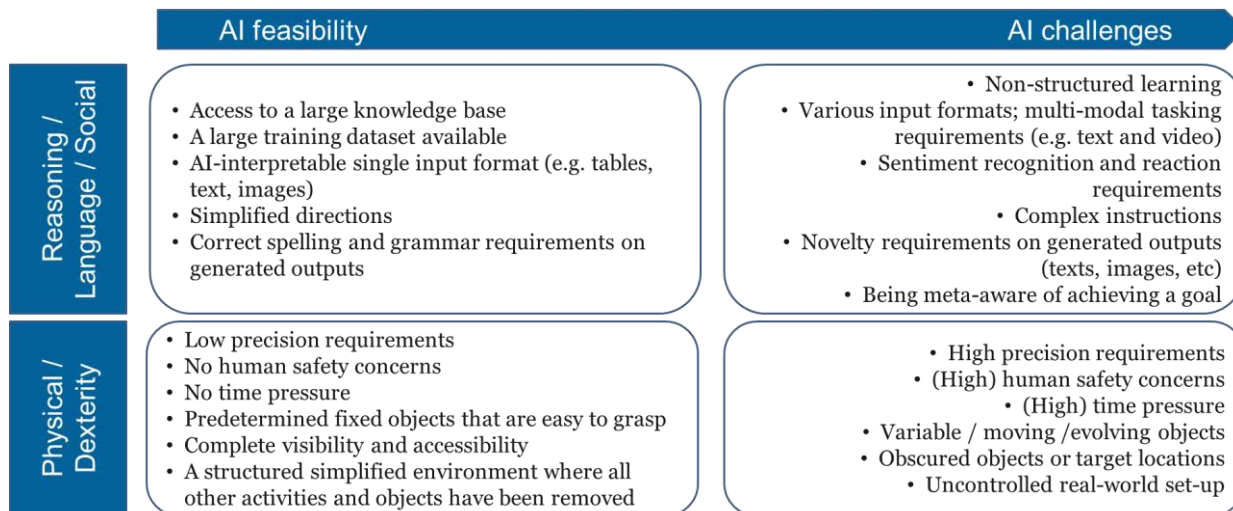 AI feasibility
AI challenges
Reasoning /
Language / Social
• Access to a large knowledge base
• A large training dataset available
• AI-interpretable single input format (e.g. tables,
text, images)
• Simplified directions
• Correct spelling and grammar requirements on
generated outputs
• Non-structured learning
• Various input formats; multi-modal tasking
requirements (e.g. text and video)
• Sentiment recognition and reaction
requirements
• Complex instructions
• Novelty requirements on generated outputs
(texts, images, etc)
• Being meta-aware of achieving a goal
Physical /
Dexterity
• Low precision requirements
• No human safety concerns
• No time pressure
• Predetermined fixed objects that are easy to grasp
• Complete visibility and accessibility
• A structured simplified environment where all
other activities and objects have been removed
• High precision requirements
• (High) human safety concerns
• (High) time pressure
• Variable / moving /evolving objects
• Obscured objects or target locations
• Uncontrolled real-world set-up